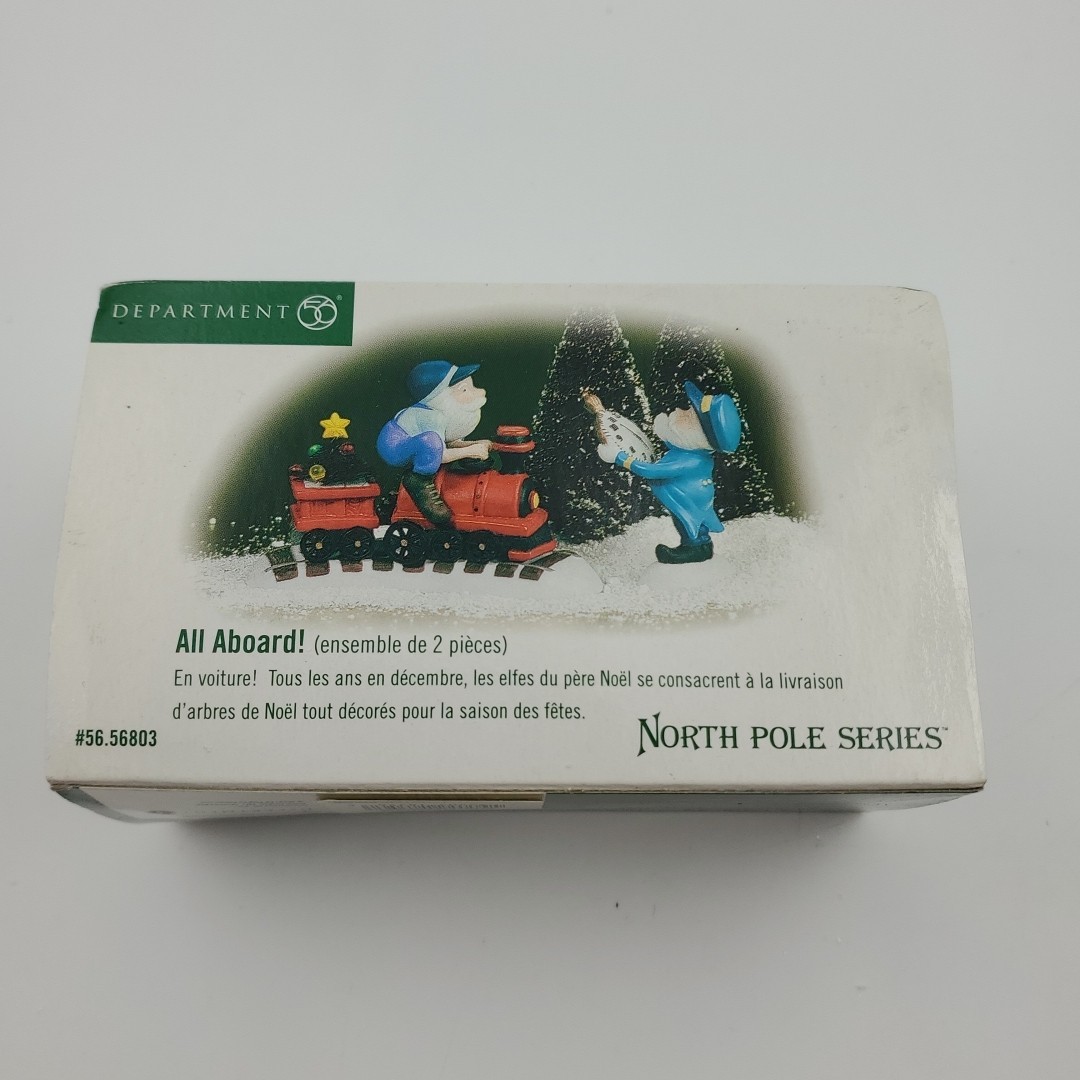 DEPARTMENT 56®
All Aboard! (ensemble de 2 pièces)
En voiture! Tous les ans en décembre, les elfes du père Noël se consacrent à la livraison
d'arbres de Noël tout décorés pour la saison des fêtes.
#56.56803
NORTH POLE SERIES™